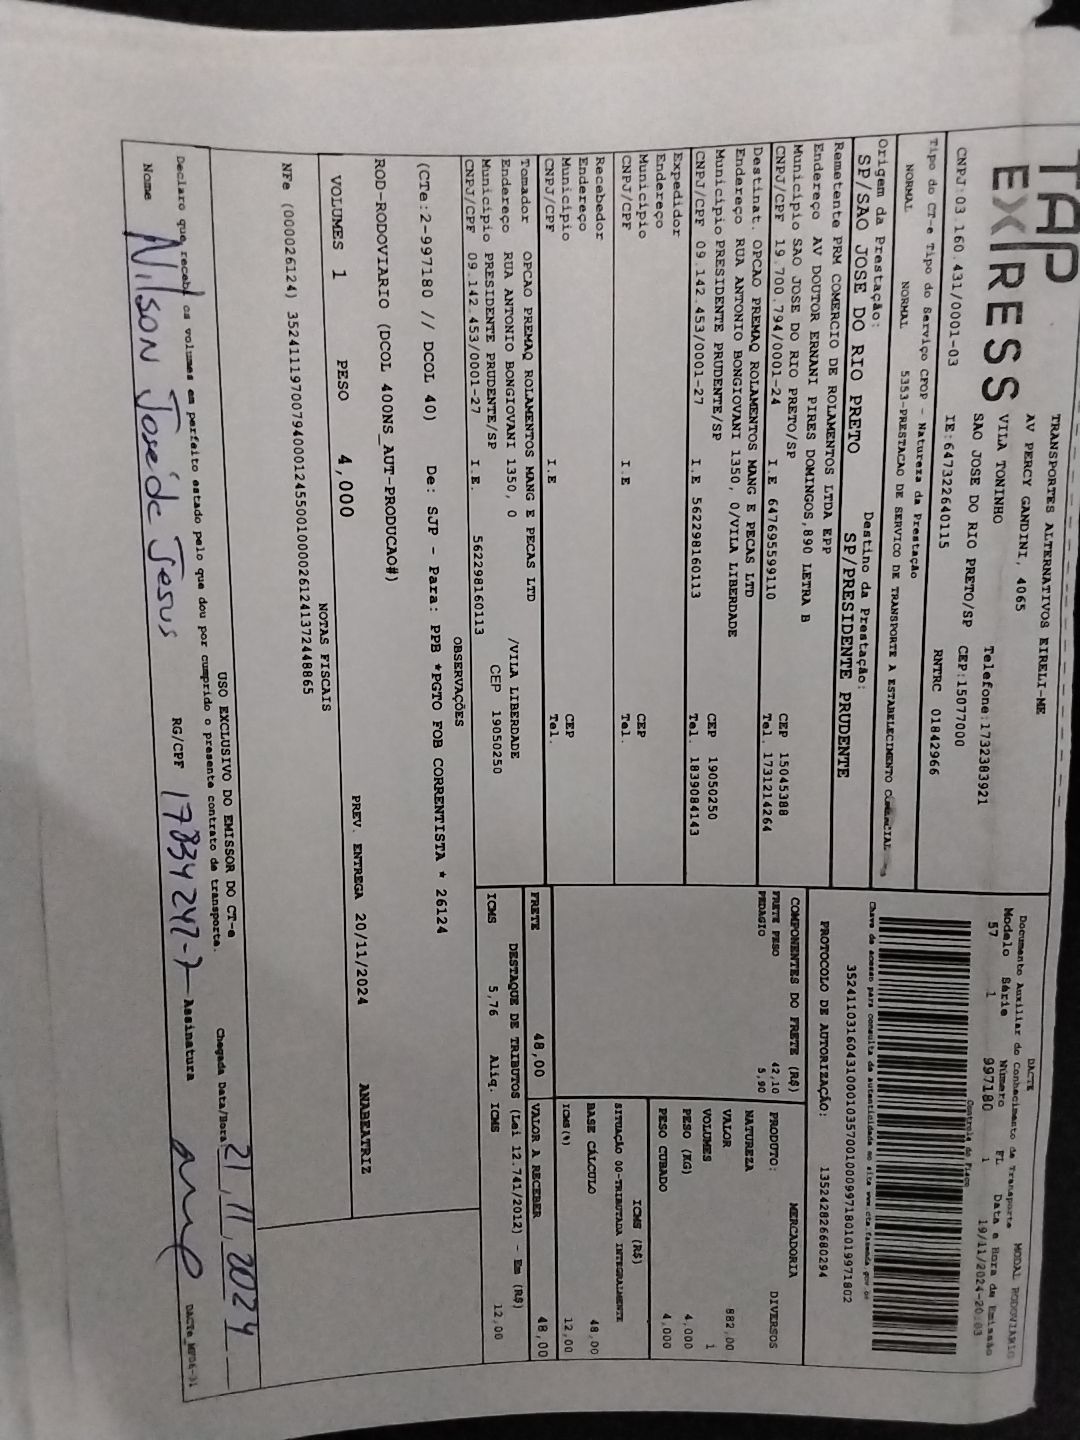 TAP
EXPRESS
TRANSPORTES ALTERNATIVOS EIRELI-ME
AV PERCY GANDINI, 4065
VILA TONINHO Telefone:1732383921
SAO JOSE DO RIO PRETO/SP CEP:15077000
CNPJ:03.160.431/0001-03 IE:647322640115 RNTRC 01842966
Tipo do CT-e Tipo do Serviço CFOP - Natureza da Prestação
NORMAL NORMAL 5353-PRESTACAO DE SERVICO DE TRANSPORTE A ESTABELECIMENTO COMERCIAL
Origem da Prestação: Destino da Prestação:
SP/SAO JOSE DO RIO PRETO SP/PRESIDENTE PRUDENTE
Remetente PRM COMERCIO DE ROLAMENTOS LTDA EPP
Endereço AV DOUTOR ERNANI PIRES DOMINGOS,890 LETRA B
Município SAO JOSE DO RIO PRETO/SP CEP 15045388
CNPJ/CPF 19.700.794/0001-24 I.E 647695599110 Tel. 1731214264
Destinat. OPCAO PREMAQ ROLAMENTOS MANG E PECAS LTD
Endereço RUA ANTONIO BONGIOVANI 1350, 0/VILA LIBERDADE
Município PRESIDENTE PRUDENTE/SP CEP 19050250
CNPJ/CPF 09.142.453/0001-27 I.E 562298160113 Tel. 1839084143
Expedidor
Endereço
Município CEP
CNPJ/CPF I.E Tel.
Recebedor
Endereço
Município CEP
CNPJ/CPF I.E Tel.
Tomador OPCAO PREMAQ ROLAMENTOS MANG E PECAS LTD
Endereço RUA ANTONIO BONGIOVANI 1350, 0 /VILA LIBERDADE
Município PRESIDENTE PRUDENTE/SP CEP 19050250
CNPJ/CPF 09.142.453/0001-27 I.E. 562298160113
DACTE MODAL RODOVIARIO
Documento Auxiliar do Conhecimento de Transporte
Modelo Série Número FL Data e Hora de Emissão
57 1 997180 1 19/11/2024-20:03
Controle do Fisco
Chave de acesso para consulta de autenticidade no site www.cte.fazenda.gov.br
35241103160431000103570010009971801019971802
PROTOCOLO DE AUTORIZAÇÃO: 135242826680294
COMPONENTES DO FRETE (R$)
FRETE PESO 42,10
PEDAGIO 5,90
MERCADORIA
PRODUTO: DIVERSOS
NATUREZA
VALOR 882,00
VOLUMES 1
PESO (KG) 4,000
PESO CUBADO 4,000
ICMS (R$)
SITUAÇÃO 00-TRIBUTADA INTEGRALMENTE
BASE CÁLCULO 48,00
ICMS(%) 12,00
FRETE 48,00 VALOR A RECEBER 48,00
DESTAQUE DE TRIBUTOS (Lei 12.741/2012) - Em (R$)
ICMS 5,76 Aliq. ICMS 12,00
OBSERVAÇÕES
(CTe:2-997180 // DCOL 40) De: SJP - Para: PPB *PGTO FOB CORRENTISTA * 26124
ROD-RODOVIARIO (DCOL 400NS_AUT-PRODUCAO#)
VOLUMES 1 PESO 4,000 PREV. ENTREGA 20/11/2024 ANABEATRIZ
NOTAS FISCAIS
NFe (000026124) 35241119700794000124550010000261241372448865
USO EXCLUSIVO DO EMISSOR DO CT-e
Declaro que recebi os volumes em perfeito estado pelo que dou por cumprido o presente contrato de transporte. Chegada Data/Hora 21,11,2024
Nome Nilson José de Jesus RG/CPF 17834247-7 Assinatura